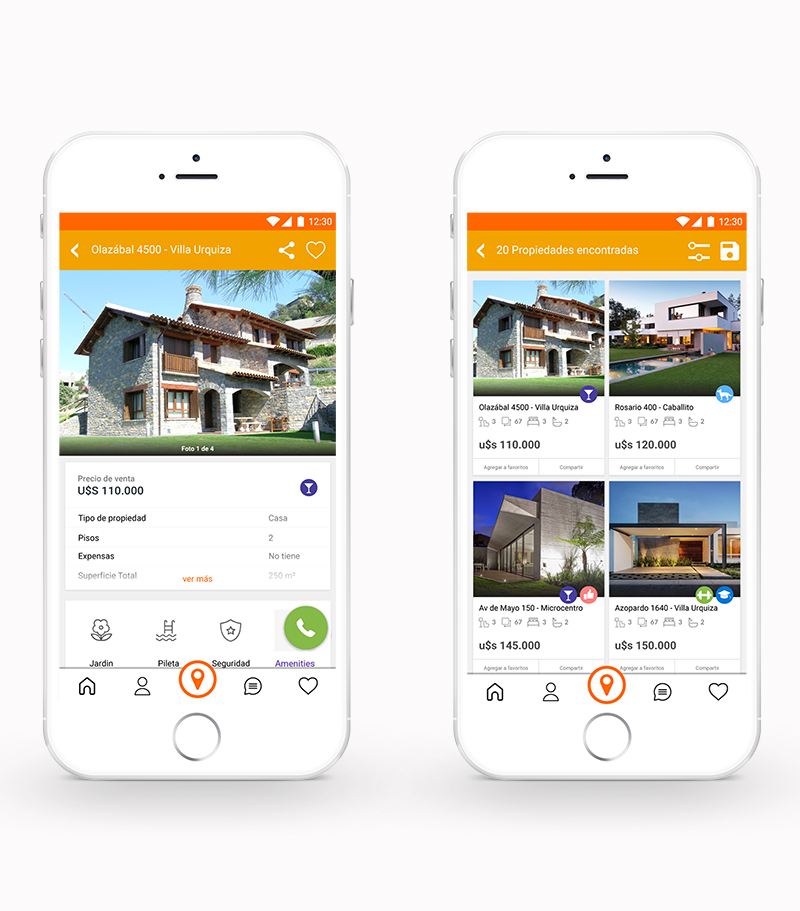 12:30
Olazábal 4500 - Villa Urquiza
Foto 1 de 4
Precio de venta
U$S 110.000
Tipo de propiedad Casa
Pisos 2
Expensas No tiene
Superficie Total 250 m²
ver más
Jardin Pileta Seguridad Amenities
12:30
20 Propiedades encontradas
Olazábal 4500 - Villa Urquiza
3 67 3 2
u$s 110.000
Agregar a favoritos Compartir
Rosario 400 - Caballito
3 67 3 2
u$s 120.000
Agregar a favoritos Compartir
Av de Mayo 150 - Microcentro
3 67 3 2
u$s 145.000
Agregar a favoritos Compartir
Azopardo 1640 - Villa Urquiza
3 67 3 2
u$s 150.000
Agregar a favoritos Compartir